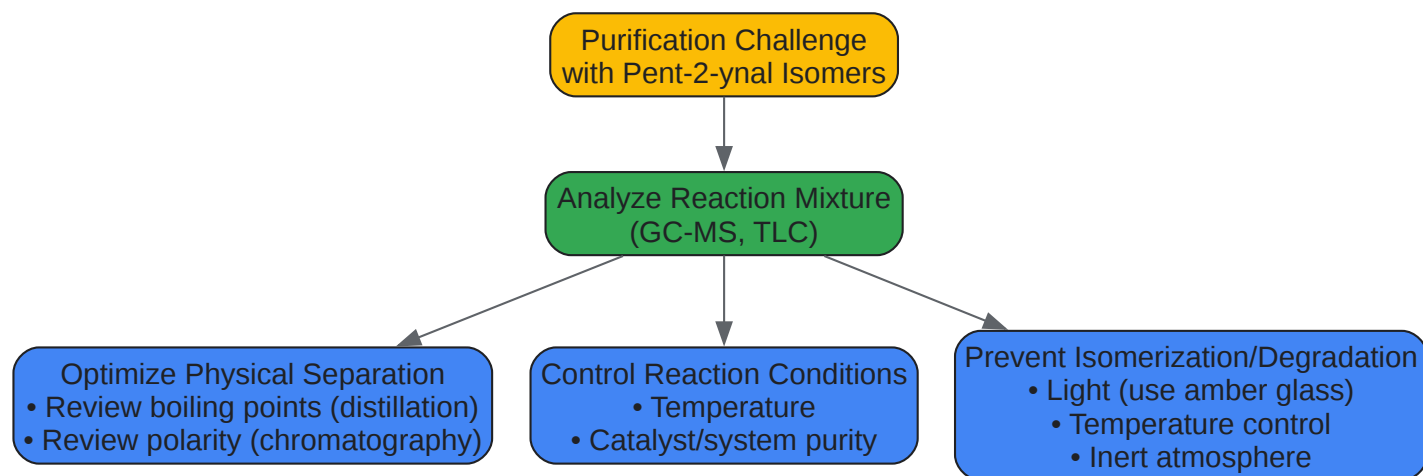 Purification Challenge
with Pent-2-ynal Isomers
Analyze Reaction Mixture
(GC-MS, TLC)
Optimize Physical Separation
• Review boiling points (distillation)
• Review polarity (chromatography)
Control Reaction Conditions
• Temperature
• Catalyst/system purity
Prevent Isomerization/Degradation
• Light (use amber glass)
• Temperature control
• Inert atmosphere